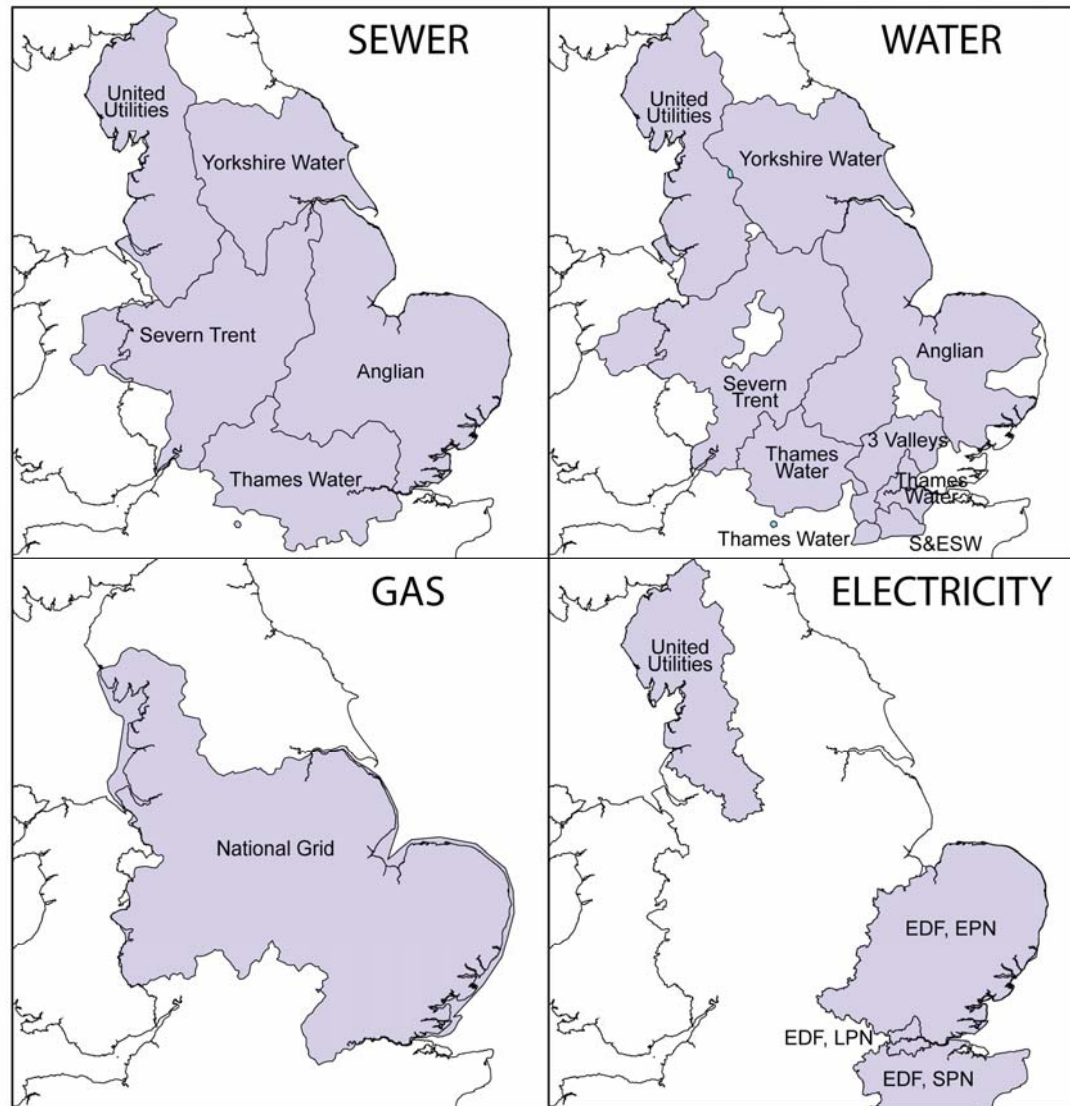 SEWER
United
Utilities
Yorkshire Water
Severn Trent
Anglian
Thames Water
WATER
United
Utilities
Yorkshire Water
Anglian
Severn
Trent
3 Valleys
Thames
Water
Thames
Water
Thames Water
S&ESW
GAS
National Grid
ELECTRICITY
United
Utilities
EDF, EPN
EDF, LPN
EDF, SPN